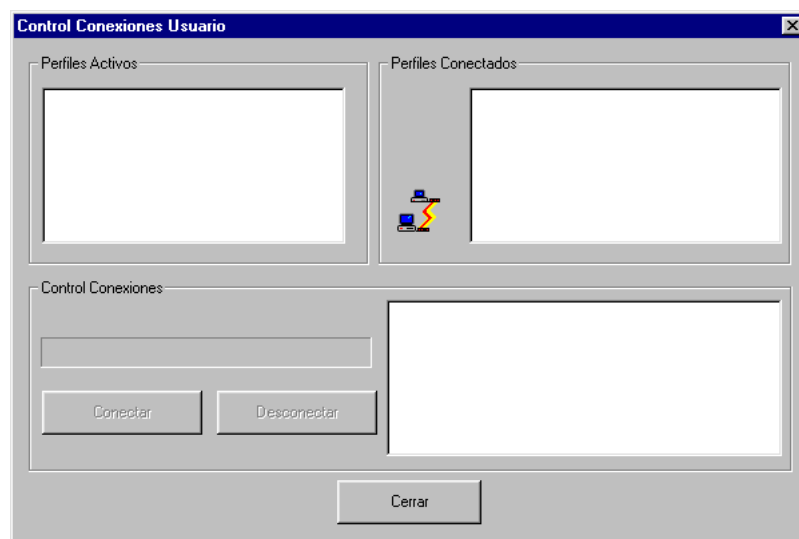 Control Conexiones Usuario
Perfiles Activos
Perfiles Conectados
Control Conexiones
Conectar
Desconectar
Cerrar